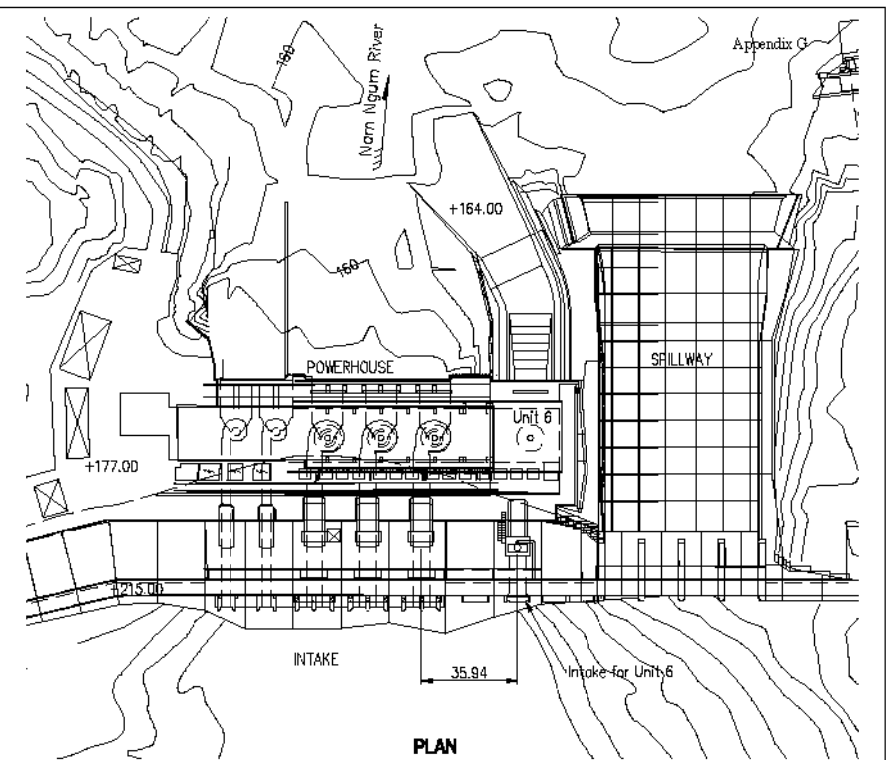 Appendix G
160
Nam Ngum River
+164.00
160
POWERHOUSE
SPILLWAY
Unit 6
+177.00
+215.00
INTAKE
35.94
Intake for Unit 6
PLAN